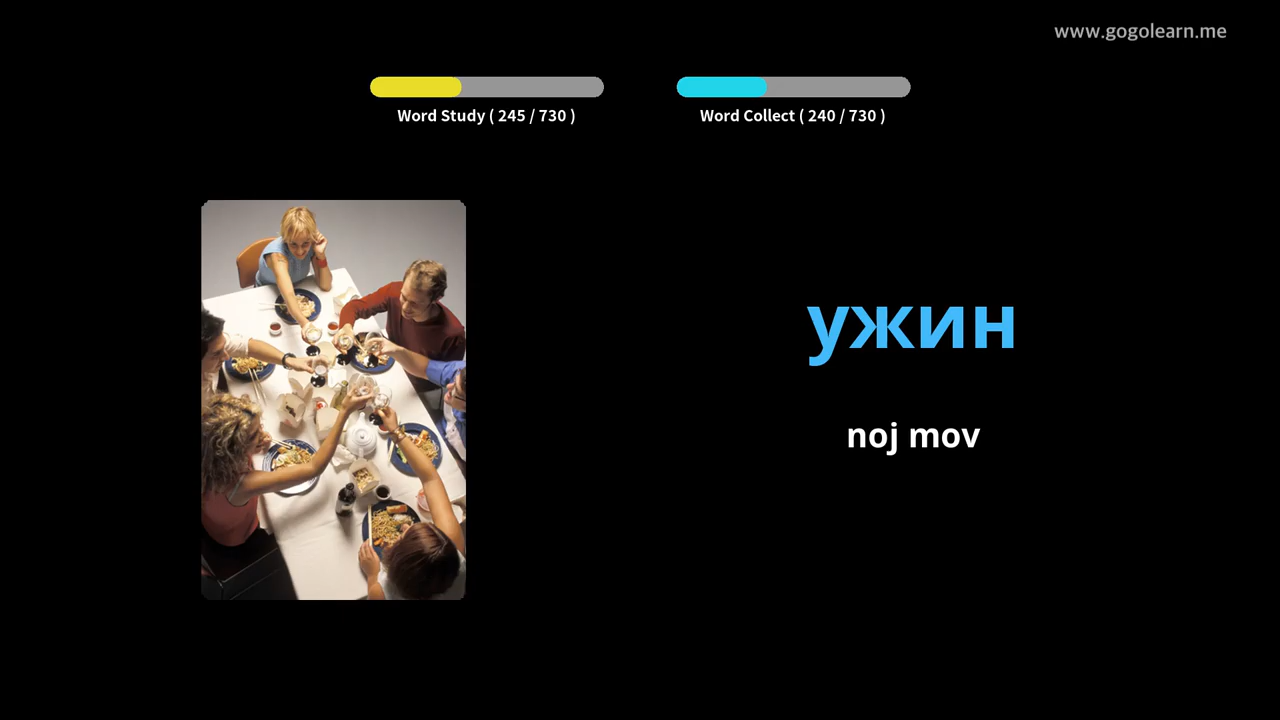 www.gogolearn.me
Word Study ( 245 / 730 )
Word Collect ( 240 / 730 )
ужин
noj mov